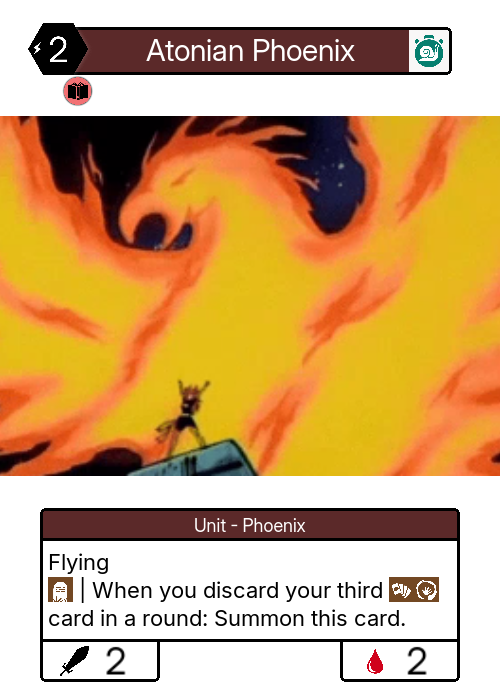 2
Atonian Phoenix
Unit - Phoenix
Flying
| When you discard your third
card in a round: Summon this card.
2
2